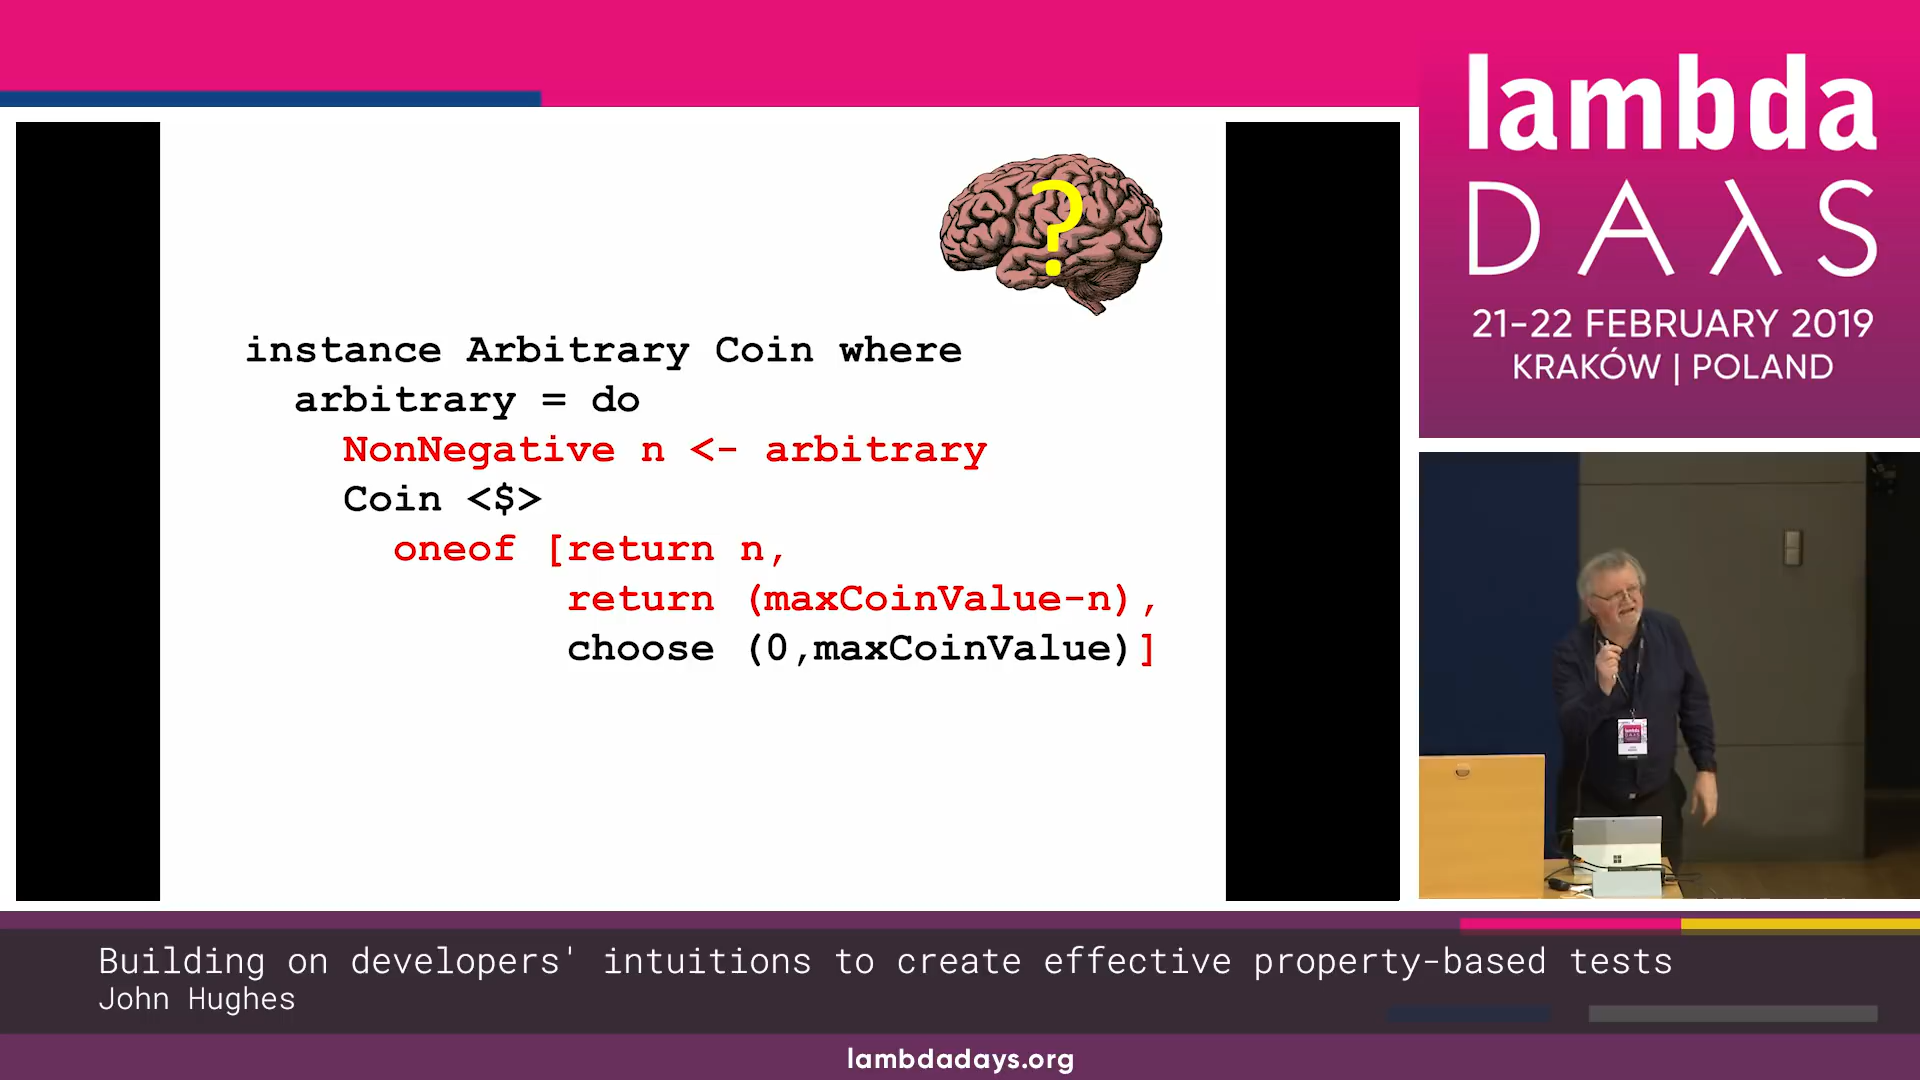 lambda
DAλS
21-22 FEBRUARY 2019
KRAKÓW | POLAND
?
instance Arbitrary Coin where
arbitrary = do
NonNegative n <- arbitrary
Coin <$>
oneof [return n,
return (maxCoinValue-n),
choose (0,maxCoinValue)]
lambda
Building on developers' intuitions to create effective property-based tests
John Hughes
lambdadays.org